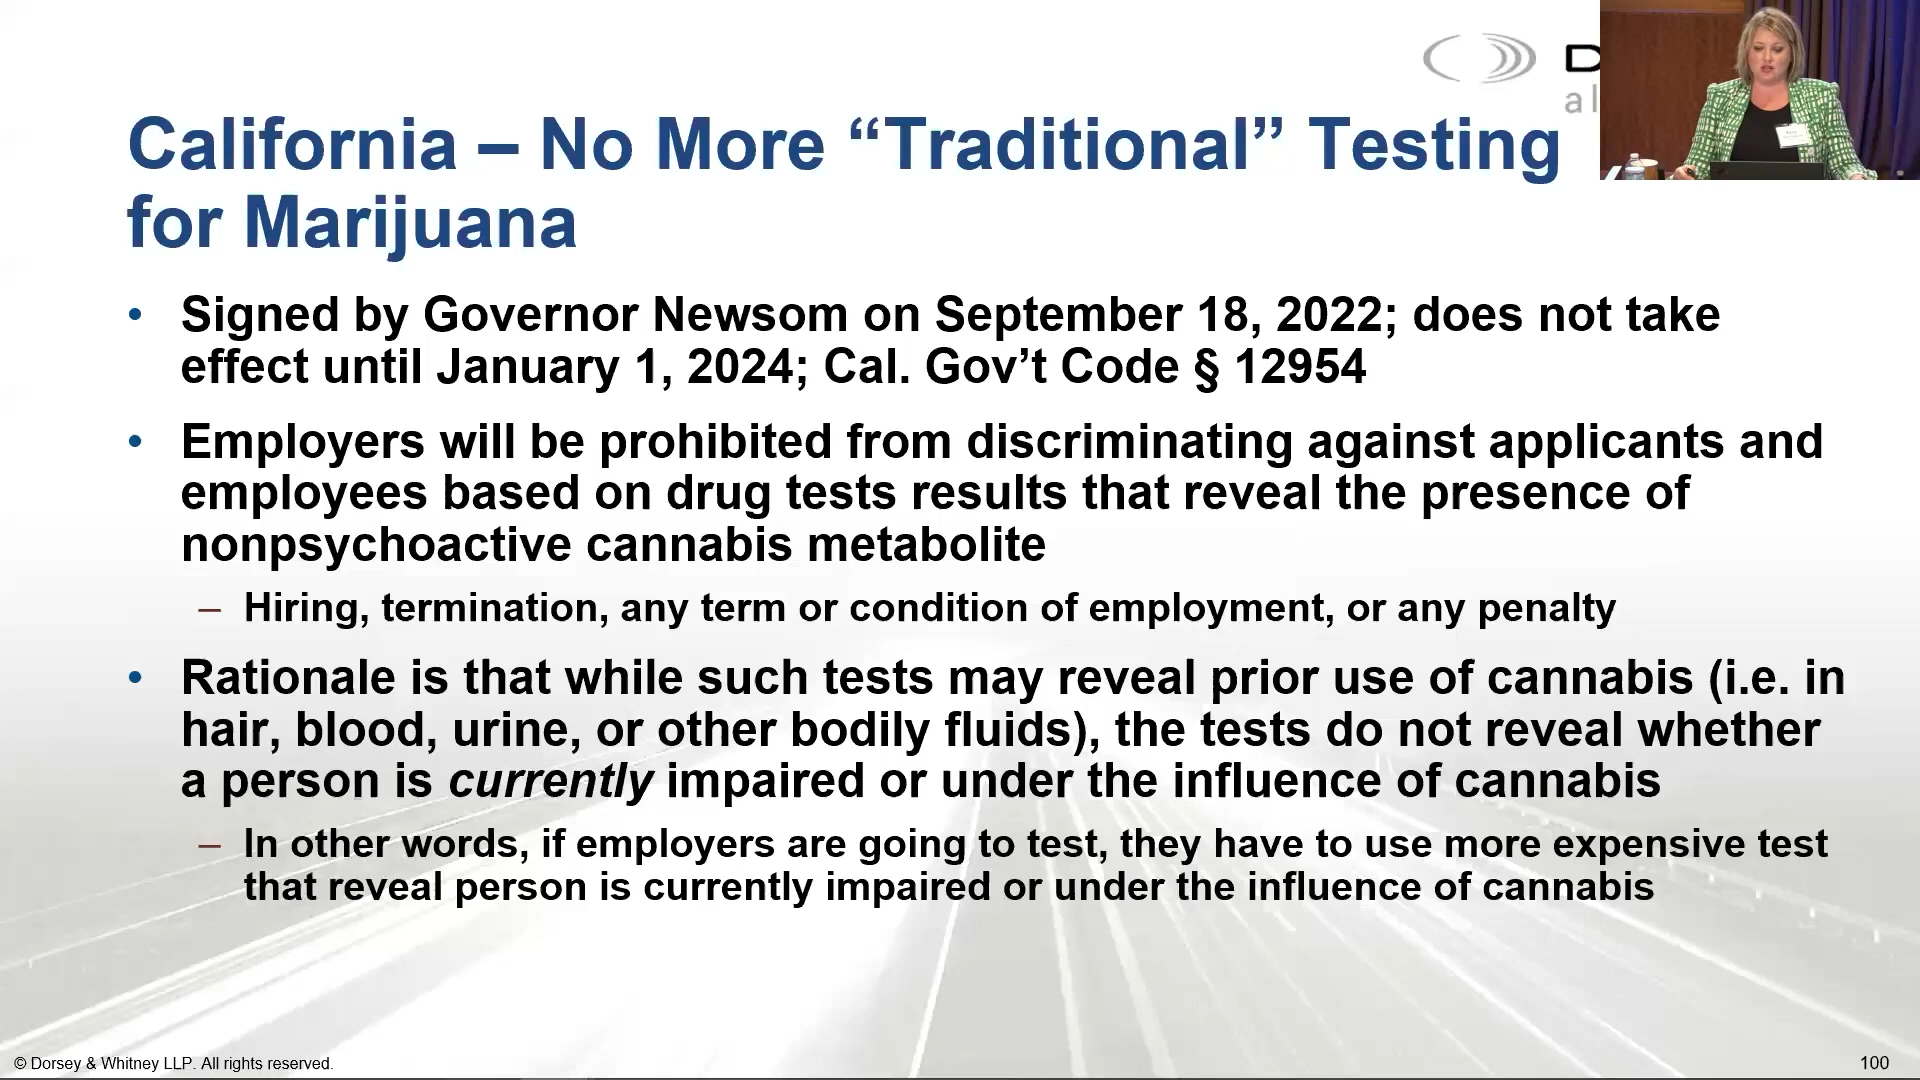 D
al
California – No More “Traditional” Testing
for Marijuana
• Signed by Governor Newsom on September 18, 2022; does not take
effect until January 1, 2024; Cal. Gov’t Code § 12954
• Employers will be prohibited from discriminating against applicants and
employees based on drug tests results that reveal the presence of
nonpsychoactive cannabis metabolite
– Hiring, termination, any term or condition of employment, or any penalty
• Rationale is that while such tests may reveal prior use of cannabis (i.e. in
hair, blood, urine, or other bodily fluids), the tests do not reveal whether
a person is currently impaired or under the influence of cannabis
– In other words, if employers are going to test, they have to use more expensive test
that reveal person is currently impaired or under the influence of cannabis
© Dorsey & Whitney LLP. All rights reserved.
100